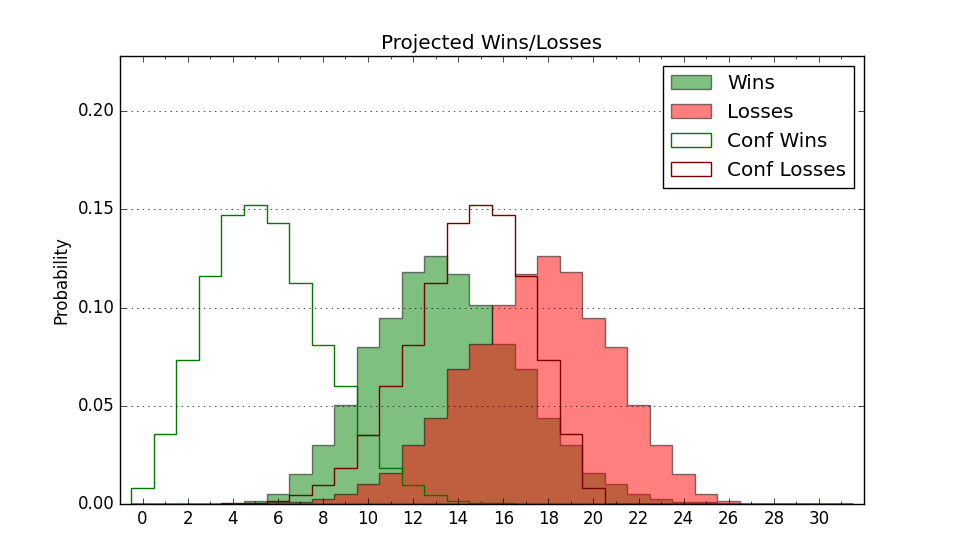 Projected Wins/Losses
Wins
Losses
Conf Wins
Conf Losses
Probability
0.20
0.15
0.10
0.05
0.00
0 2 4 6 8 10 12 14 16 18 20 22 24 26 28 30